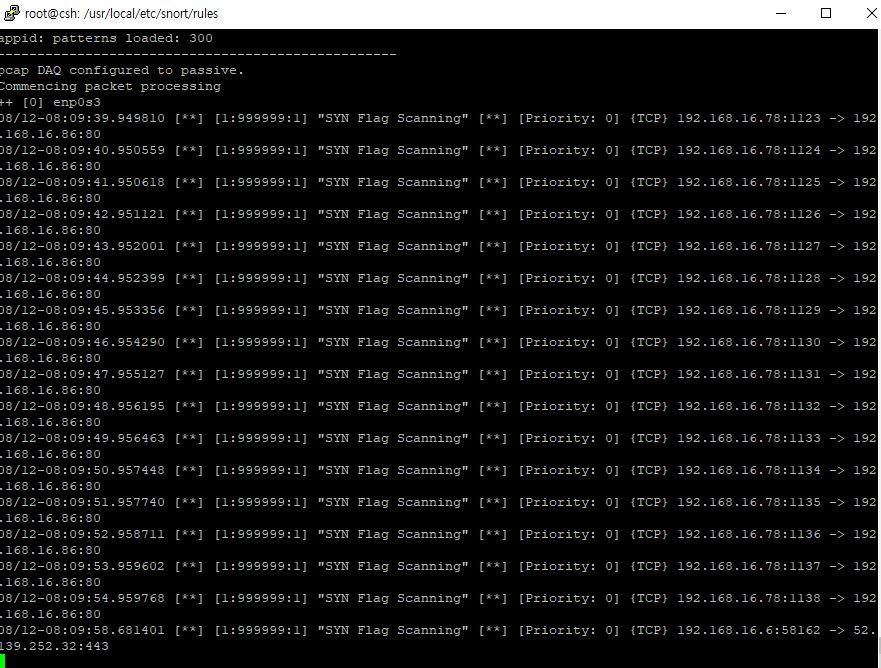 root@csh: /usr/local/etc/snort/rules
appid: patterns loaded: 300
--------------------------------------------------
pcap DAQ configured to passive.
Commencing packet processing
++ [0] enp0s3
08/12-08:09:39.949810 [**] [1:999999:1] "SYN Flag Scanning" [**] [Priority: 0] {TCP} 192.168.16.78:1123 -> 192
.168.16.86:80
08/12-08:09:40.950559 [**] [1:999999:1] "SYN Flag Scanning" [**] [Priority: 0] {TCP} 192.168.16.78:1124 -> 192
.168.16.86:80
08/12-08:09:41.950618 [**] [1:999999:1] "SYN Flag Scanning" [**] [Priority: 0] {TCP} 192.168.16.78:1125 -> 192
.168.16.86:80
08/12-08:09:42.951121 [**] [1:999999:1] "SYN Flag Scanning" [**] [Priority: 0] {TCP} 192.168.16.78:1126 -> 192
.168.16.86:80
08/12-08:09:43.952001 [**] [1:999999:1] "SYN Flag Scanning" [**] [Priority: 0] {TCP} 192.168.16.78:1127 -> 192
.168.16.86:80
08/12-08:09:44.952399 [**] [1:999999:1] "SYN Flag Scanning" [**] [Priority: 0] {TCP} 192.168.16.78:1128 -> 192
.168.16.86:80
08/12-08:09:45.953356 [**] [1:999999:1] "SYN Flag Scanning" [**] [Priority: 0] {TCP} 192.168.16.78:1129 -> 192
.168.16.86:80
08/12-08:09:46.954290 [**] [1:999999:1] "SYN Flag Scanning" [**] [Priority: 0] {TCP} 192.168.16.78:1130 -> 192
.168.16.86:80
08/12-08:09:47.955127 [**] [1:999999:1] "SYN Flag Scanning" [**] [Priority: 0] {TCP} 192.168.16.78:1131 -> 192
.168.16.86:80
08/12-08:09:48.956195 [**] [1:999999:1] "SYN Flag Scanning" [**] [Priority: 0] {TCP} 192.168.16.78:1132 -> 192
.168.16.86:80
08/12-08:09:49.956463 [**] [1:999999:1] "SYN Flag Scanning" [**] [Priority: 0] {TCP} 192.168.16.78:1133 -> 192
.168.16.86:80
08/12-08:09:50.957448 [**] [1:999999:1] "SYN Flag Scanning" [**] [Priority: 0] {TCP} 192.168.16.78:1134 -> 192
.168.16.86:80
08/12-08:09:51.957740 [**] [1:999999:1] "SYN Flag Scanning" [**] [Priority: 0] {TCP} 192.168.16.78:1135 -> 192
.168.16.86:80
08/12-08:09:52.958711 [**] [1:999999:1] "SYN Flag Scanning" [**] [Priority: 0] {TCP} 192.168.16.78:1136 -> 192
.168.16.86:80
08/12-08:09:53.959602 [**] [1:999999:1] "SYN Flag Scanning" [**] [Priority: 0] {TCP} 192.168.16.78:1137 -> 192
.168.16.86:80
08/12-08:09:54.959768 [**] [1:999999:1] "SYN Flag Scanning" [**] [Priority: 0] {TCP} 192.168.16.78:1138 -> 192
.168.16.86:80
08/12-08:09:58.681401 [**] [1:999999:1] "SYN Flag Scanning" [**] [Priority: 0] {TCP} 192.168.16.6:58162 -> 52.
139.252.32:443